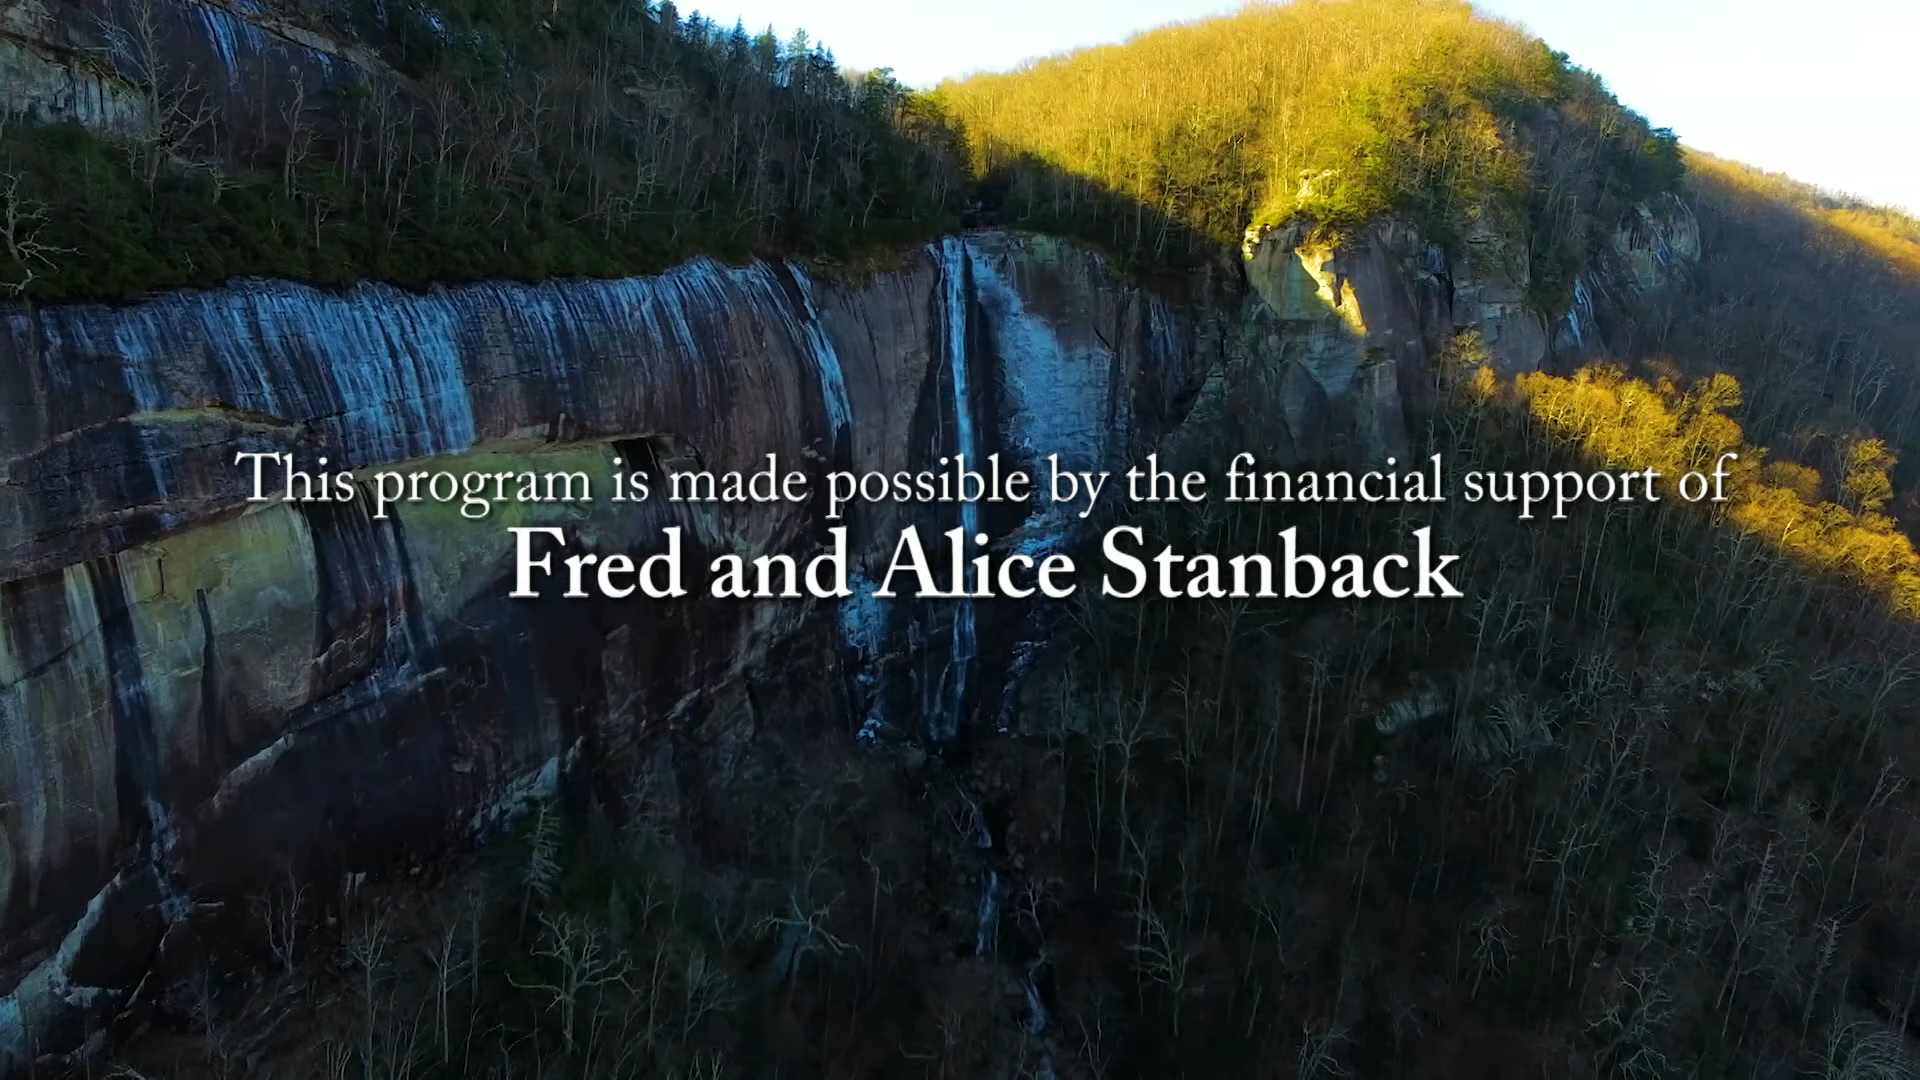 This program is made possible by the financial support of
Fred and Alice Stanback